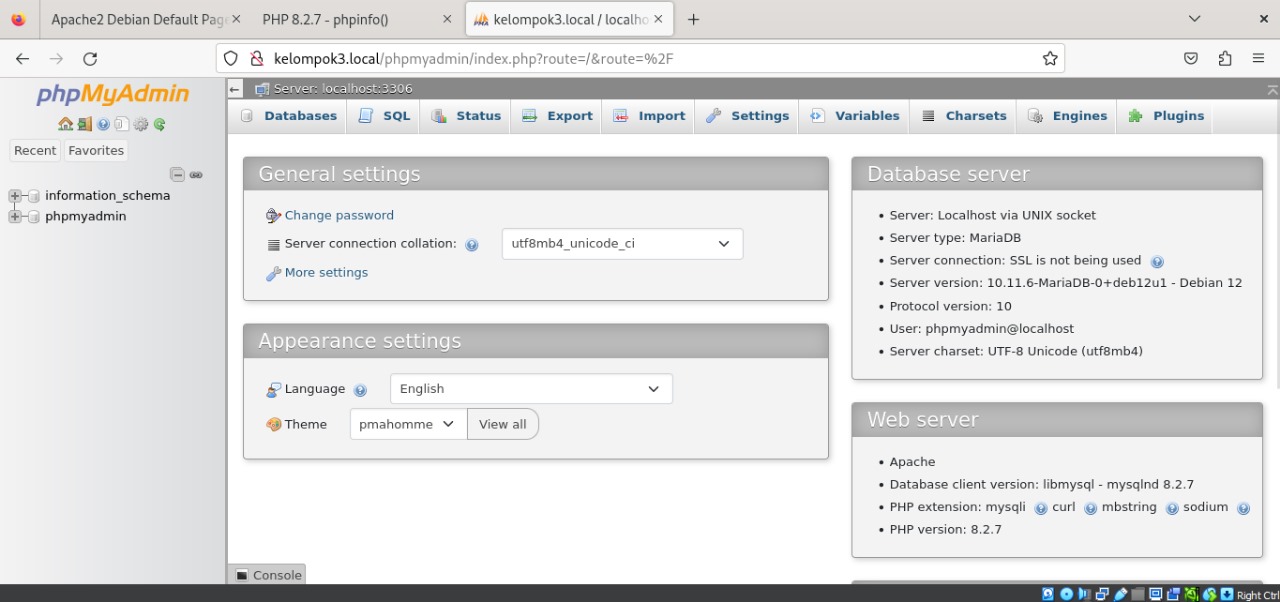 Apache2 Debian Default Page
PHP 8.2.7 - phpinfo()
kelompok3.local / localho
kelompok3.local/phpmyadmin/index.php?route=/&route=%2F
phpMyAdmin
Recent
Favorites
information_schema
phpmyadmin
Server: localhost:3306
Databases
SQL
Status
Export
Import
Settings
Variables
Charsets
Engines
Plugins
General settings
Change password
Server connection collation:
utf8mb4_unicode_ci
More settings
Appearance settings
Language
English
Theme
pmahomme
View all
Database server
• Server: Localhost via UNIX socket
• Server type: MariaDB
• Server connection: SSL is not being used
• Server version: 10.11.6-MariaDB-0+deb12u1 - Debian 12
• Protocol version: 10
• User: phpmyadmin@localhost
• Server charset: UTF-8 Unicode (utf8mb4)
Web server
• Apache
• Database client version: libmysql - mysqlnd 8.2.7
• PHP extension: mysqli curl mbstring sodium
• PHP version: 8.2.7
Console
Right Ctrl